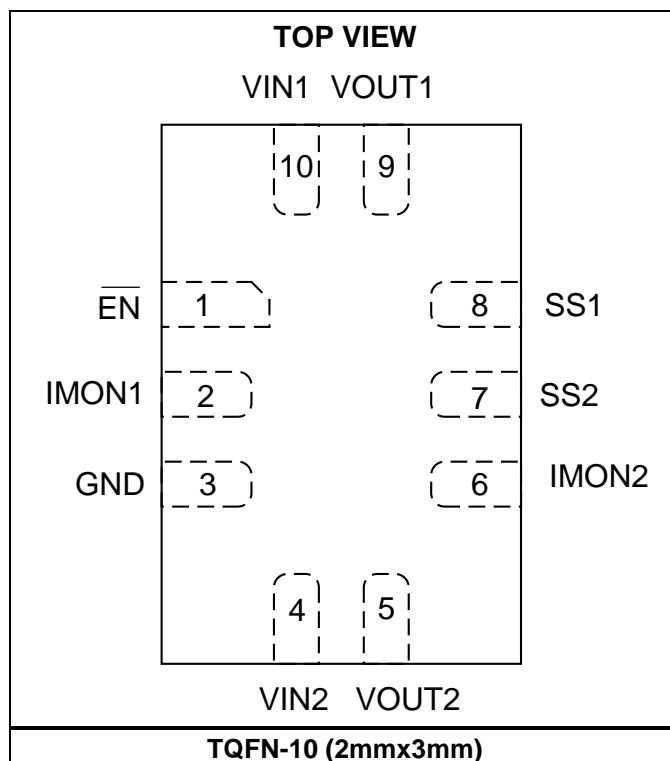 TOP VIEW
VIN1 VOUT1
10 9
EN 1 8 SS1
IMON1 2 7 SS2
GND 3 6 IMON2
4 5
VIN2 VOUT2
TQFN-10 (2mmx3mm)